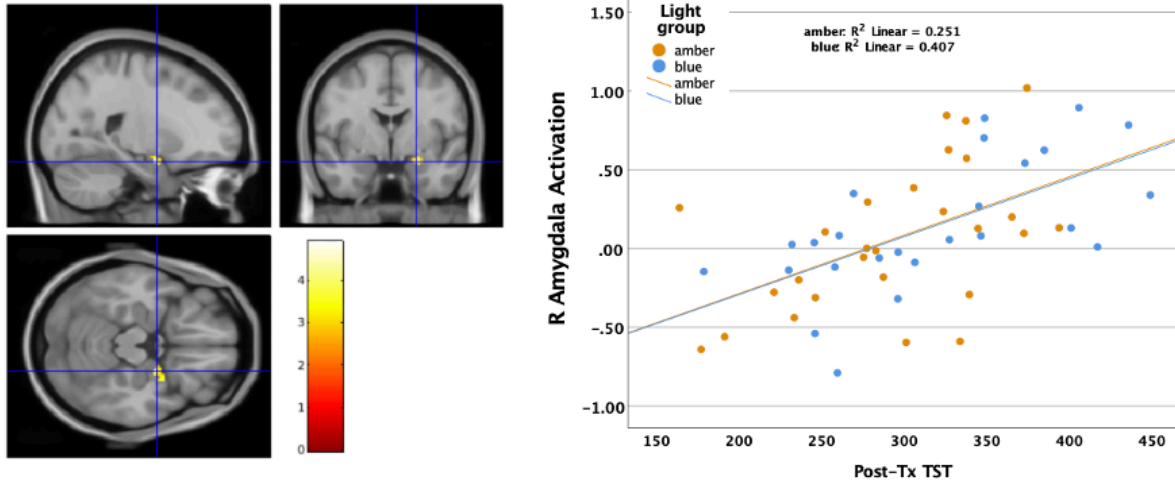 4
3
2
1
0
Light
group
amber
blue
amber
blue
amber: R² Linear = 0.251
blue: R² Linear = 0.407
1.50
1.00
.50
.00
-.50
-1.00
R Amygdala Activation
150 200 250 300 350 400 450
Post-Tx TST